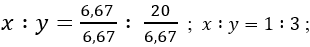 x : y = 6,67/6,67 : 20/6,67 ; x : y = 1 : 3 ;